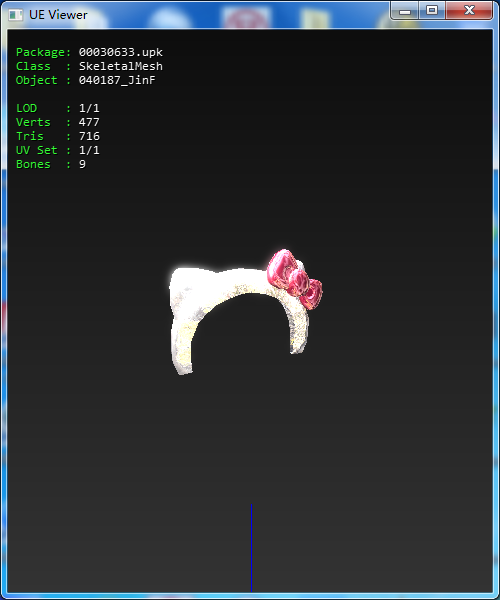 UE Viewer
Package: 00030633.upk
Class  : SkeletalMesh
Object : 040187_JinF
LOD    : 1/1
Verts  : 477
Tris   : 716
UV Set : 1/1
Bones  : 9